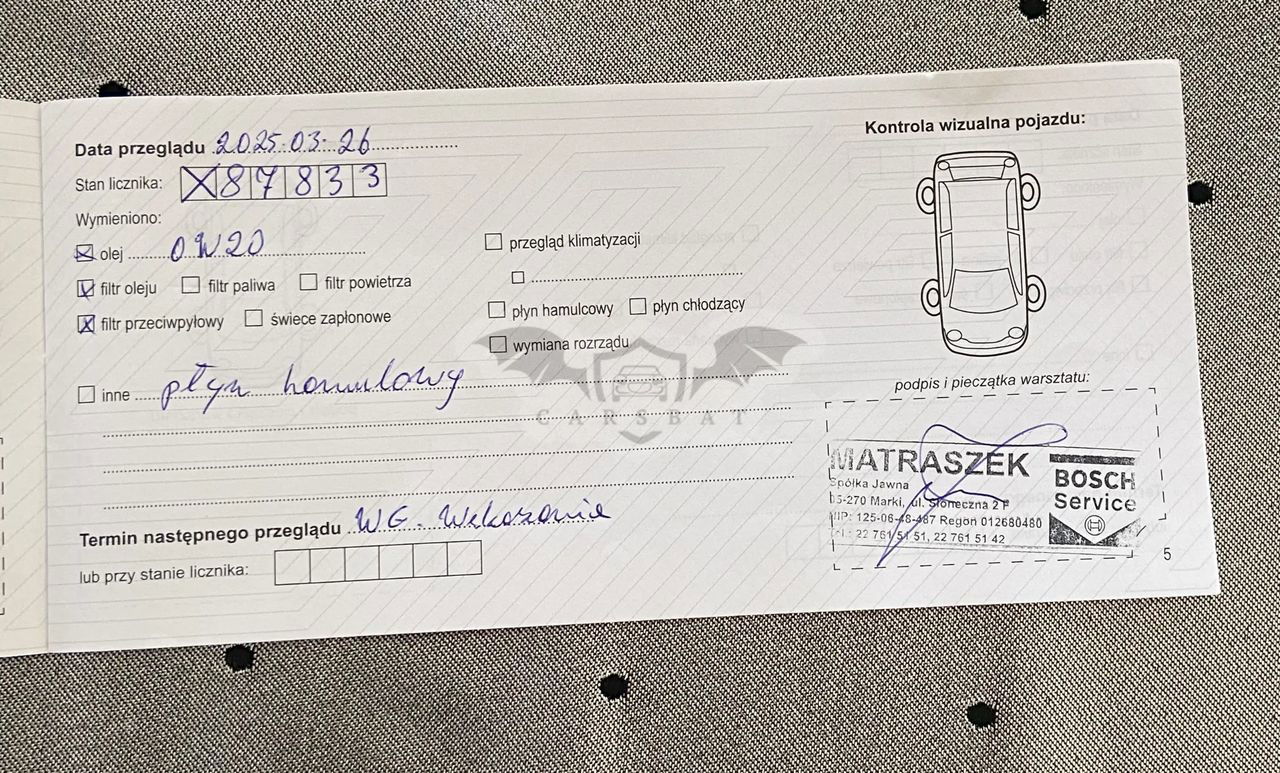 Data przeglądu 2025.03.26
Stan licznika: X87833
Wymieniono:
olej 0W20
filtr oleju filtr paliwa filtr powietrza
filtr przeciwpyłowy świece zapłonowe
przegląd klimatyzacji
płyn hamulcowy płyn chłodzący
wymiana rozrządu
inne płyn hamulcowy
CARSBAT
Termin następnego przeglądu WG. Wskazania
lub przy stanie licznika:
Kontrola wizualna pojazdu:
podpis i pieczątka warsztatu:
MATRASZEK
Spółka Jawna
05-270 Marki, ul. Słoneczna 2
NIP: 125-06-48-487 Regon 012680480
Tel.: 22 761 51 51, 22 761 51 42
BOSCH
Service
5